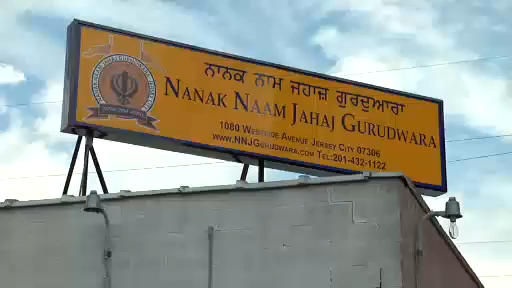 ਨਾਨਕ ਨਾਮ ਜਹਾਜ਼ ਗੁਰਦੁਆਰਾ
NANAK NAAM JAHAJ GURUDWARA
1080 WESTSIDE AVENUE JERSEY CITY 07306
WWW.NNJGURUDWARA.COM TEL:201-432-1122